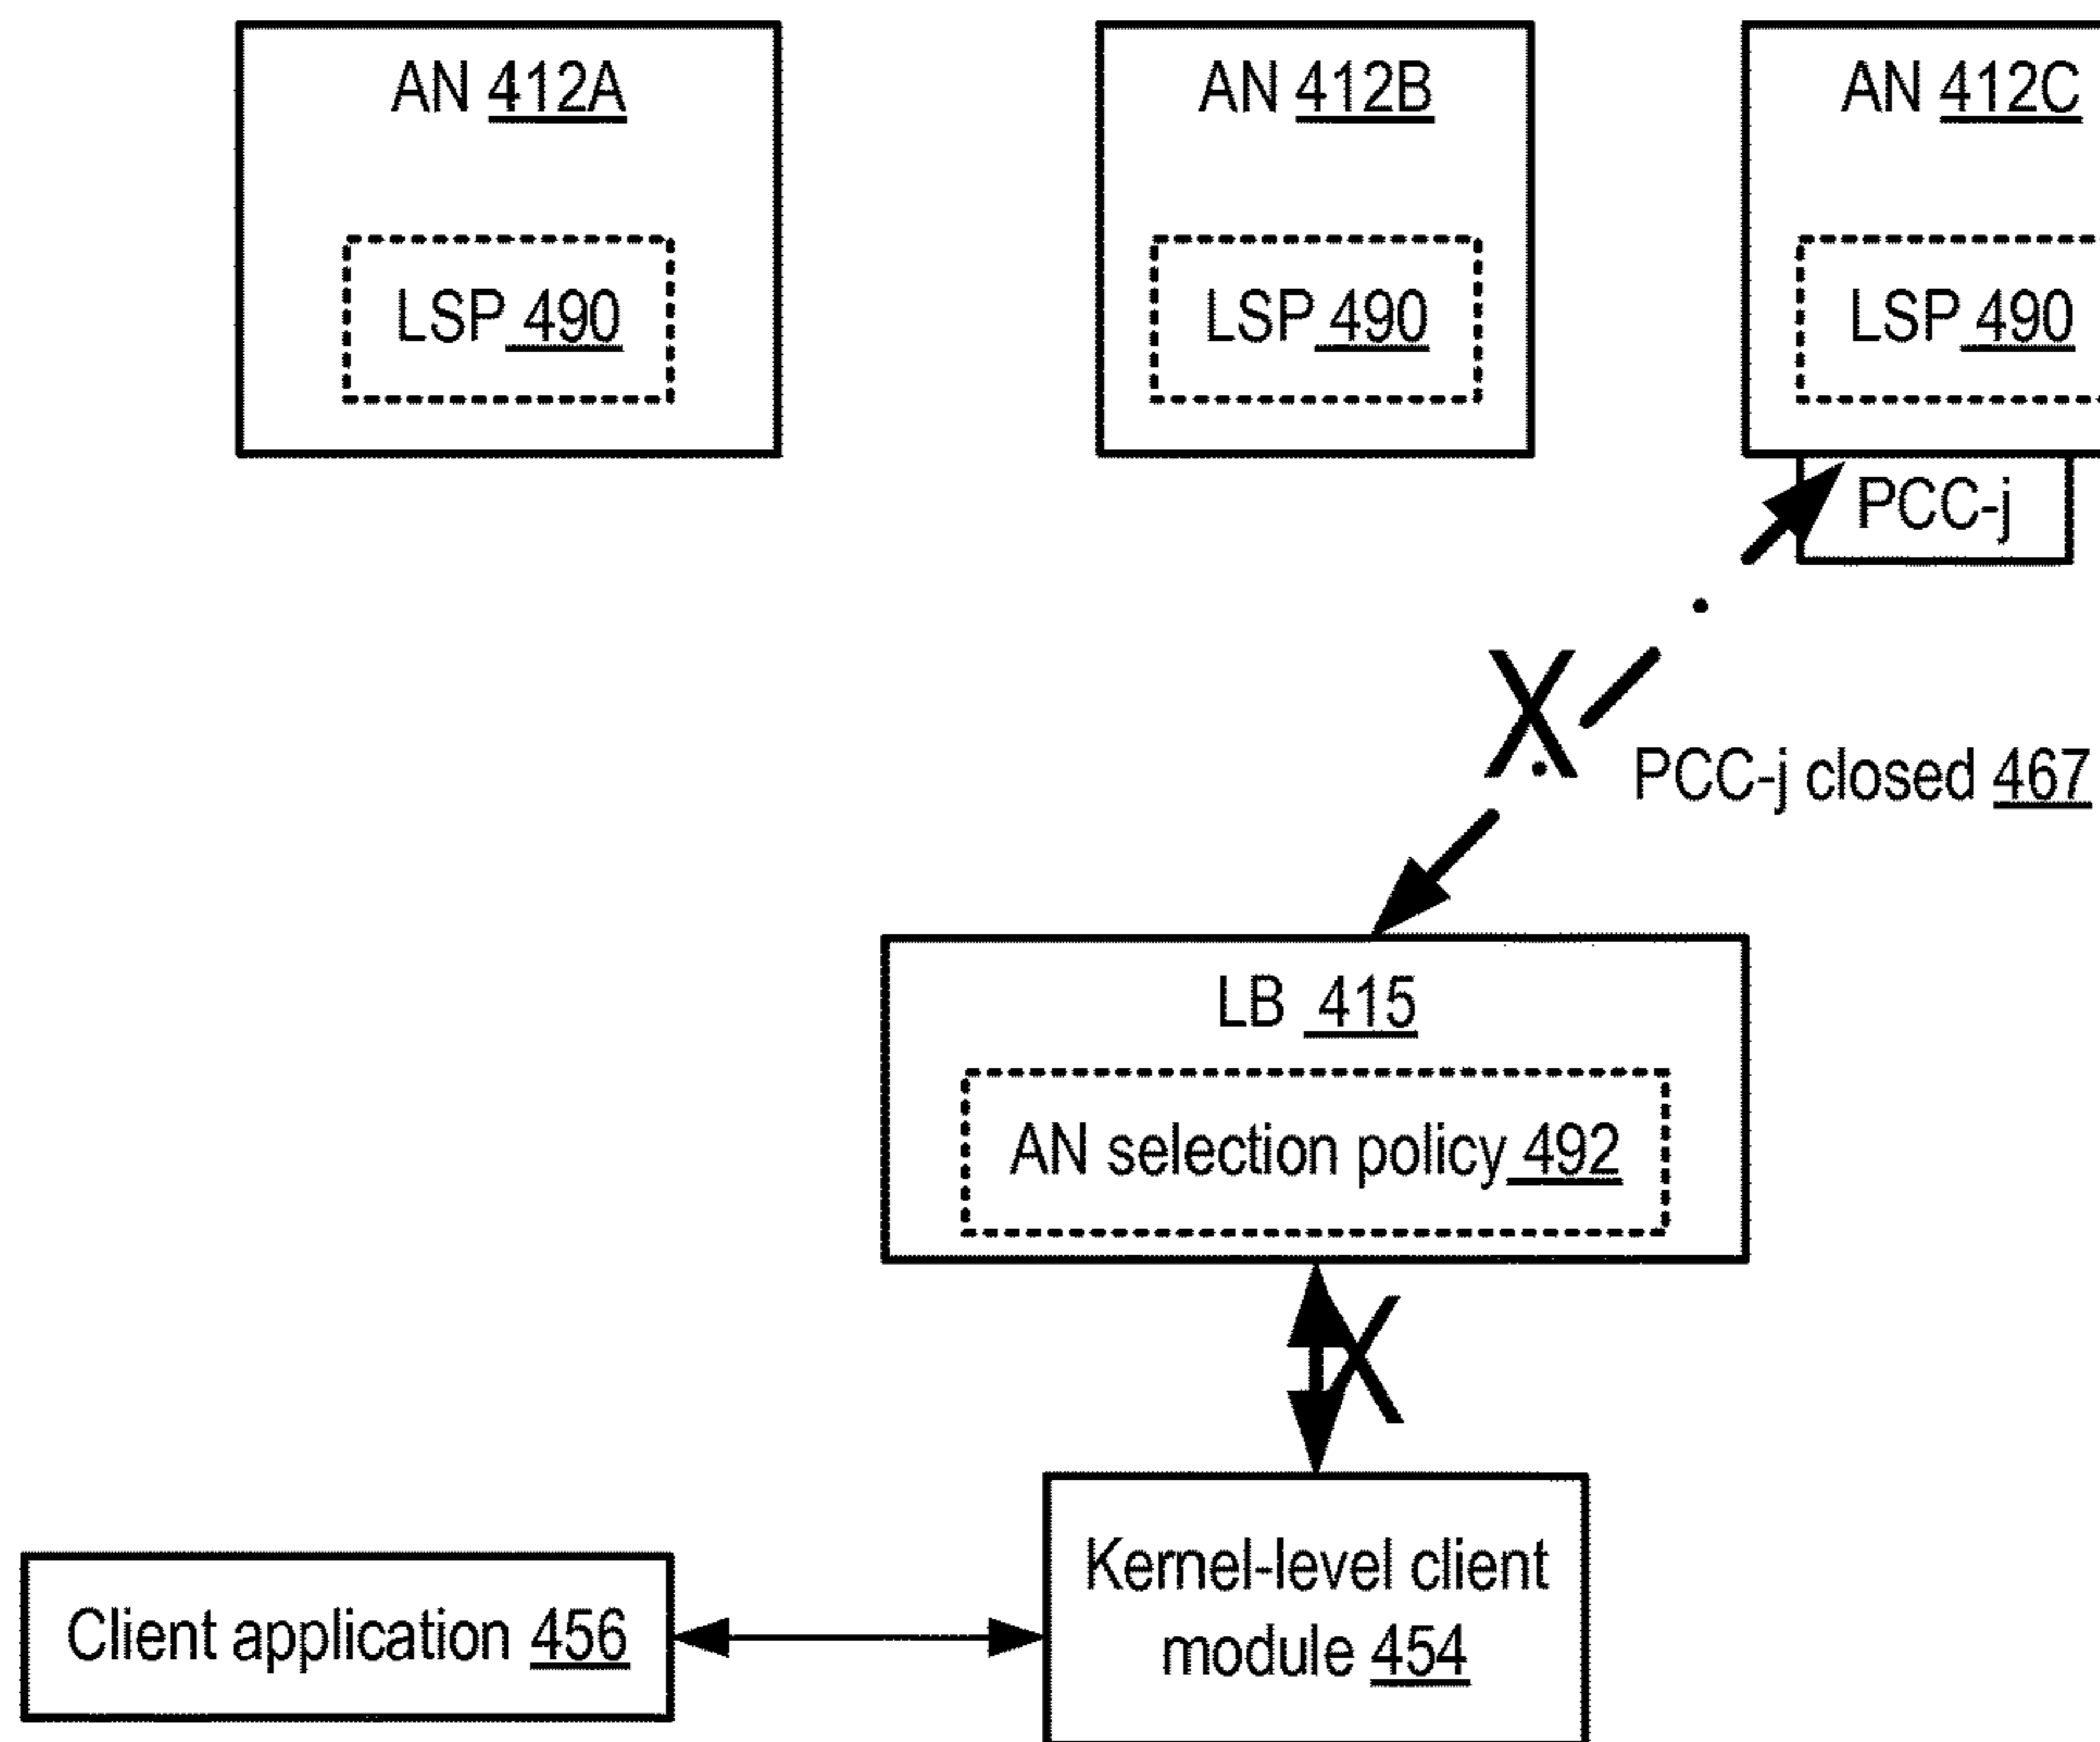 AN 412A
AN 412B
AN 412C
LSP 490
LSP 490
LSP 490
PCC-j
X
PCC-j closed 467
LB 415
AN selection policy 492
X
Kernel-level client
module 454
Client application 456